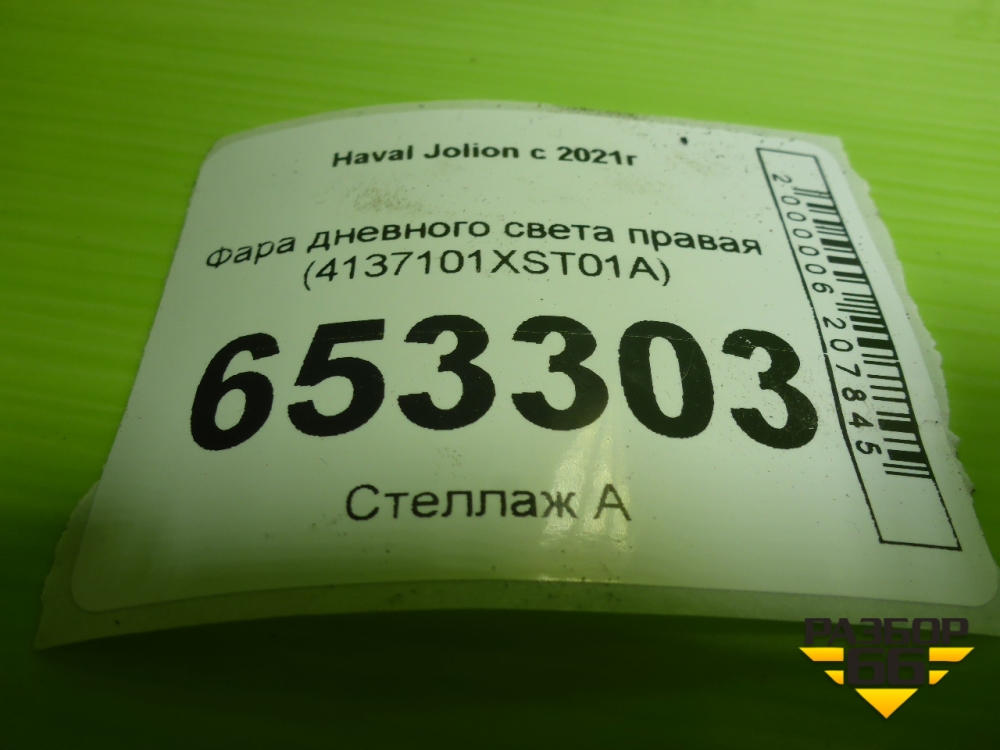 Haval Jolion с 2021г
Фара дневного света правая
(4137101XST01A)
653303
Стеллаж А
2000006207845
РАЗБОР
66